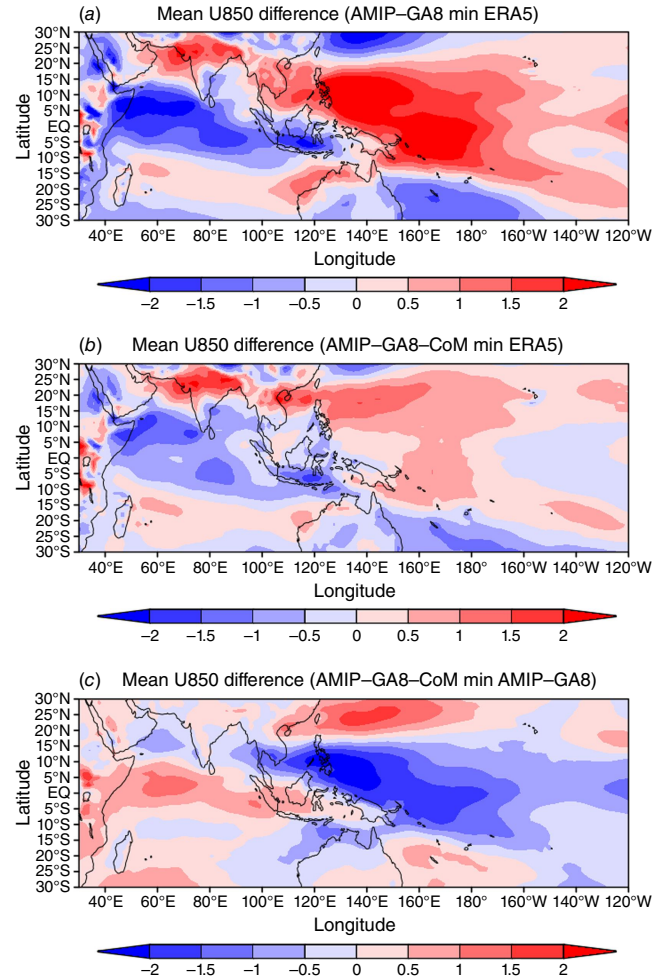 (a) Mean U850 difference (AMIP–GA8 min ERA5)
30°N
25°N
20°N
15°N
10°N
5°N
EQ
5°S
10°S
15°S
20°S
25°S
30°S
Latitude
40°E 60°E 80°E 100°E 120°E 140°E 160°E 180° 160°W 140°W 120°W
Longitude
−2 −1.5 −1 −0.5 0 0.5 1 1.5 2
(b) Mean U850 difference (AMIP–GA8–CoM min ERA5)
30°N
25°N
20°N
15°N
10°N
5°N
EQ
5°S
10°S
15°S
20°S
25°S
30°S
Latitude
40°E 60°E 80°E 100°E 120°E 140°E 160°E 180° 160°W 140°W 120°W
Longitude
−2 −1.5 −1 −0.5 0 0.5 1 1.5 2
(c) Mean U850 difference (AMIP–GA8–CoM min AMIP–GA8)
30°N
25°N
20°N
15°N
10°N
5°N
EQ
5°S
10°S
15°S
20°S
25°S
30°S
Latitude
40°E 60°E 80°E 100°E 120°E 140°E 160°E 180° 160°W 140°W 120°W
Longitude
−2 −1.5 −1 −0.5 0 0.5 1 1.5 2